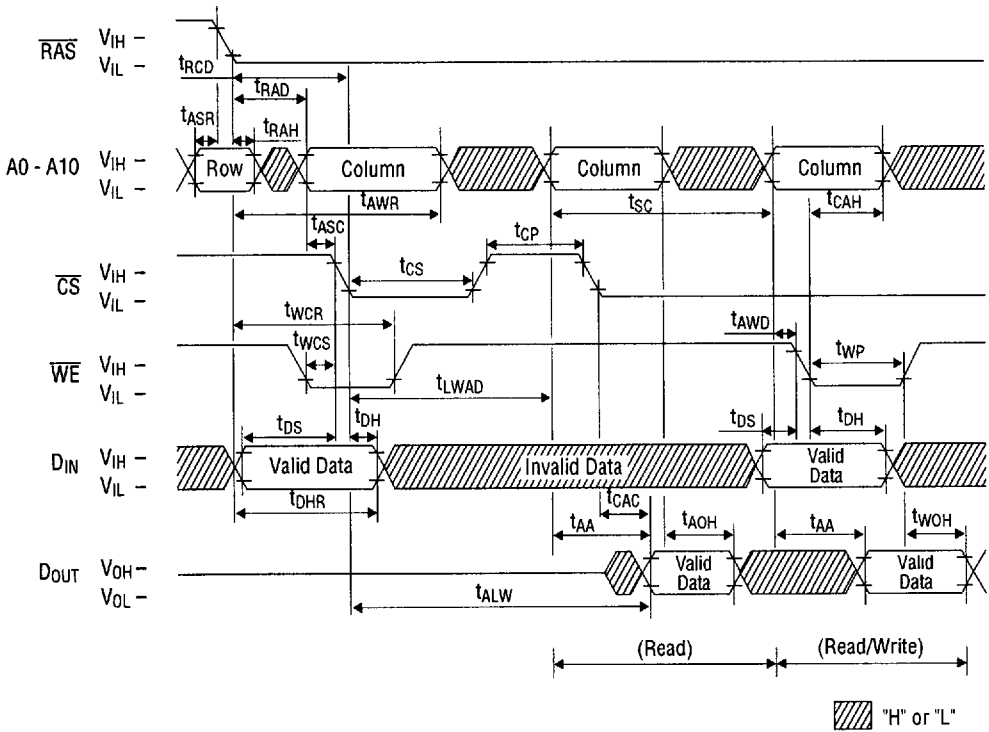 RAS VIH –
VIL –
tRCD
tRAD
tASR tRAH
A0 - A10 VIH –
VIL –
Row Column Column Column
tAWR tSC tCAH
tASC tCP
CS VIH –
VIL –
tCS
tWCR tAWD
tWCS tWP
WE VIH –
VIL –
tLWAD
tDS tDH tDS tDH
DIN VIH –
VIL –
Valid Data Invalid Data Valid
Data
tDHR tCAC
tAA tAOH tAA tWOH
DOUT VOH –
VOL –
Valid
Data
Valid
Data
tALW
(Read) (Read/Write)
"H" or "L"